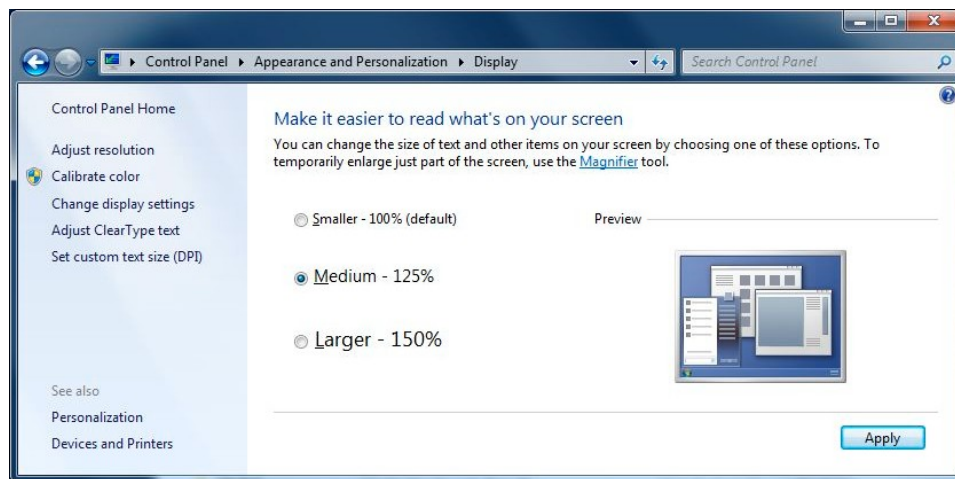 Control Panel ▸ Appearance and Personalization ▸ Display
Search Control Panel
Control Panel Home
Adjust resolution
Calibrate color
Change display settings
Adjust ClearType text
Set custom text size (DPI)
See also
Personalization
Devices and Printers
Make it easier to read what's on your screen
You can change the size of text and other items on your screen by choosing one of these options. To
temporarily enlarge just part of the screen, use the Magnifier tool.
Smaller - 100% (default)
Preview
Medium - 125%
Larger - 150%
Apply